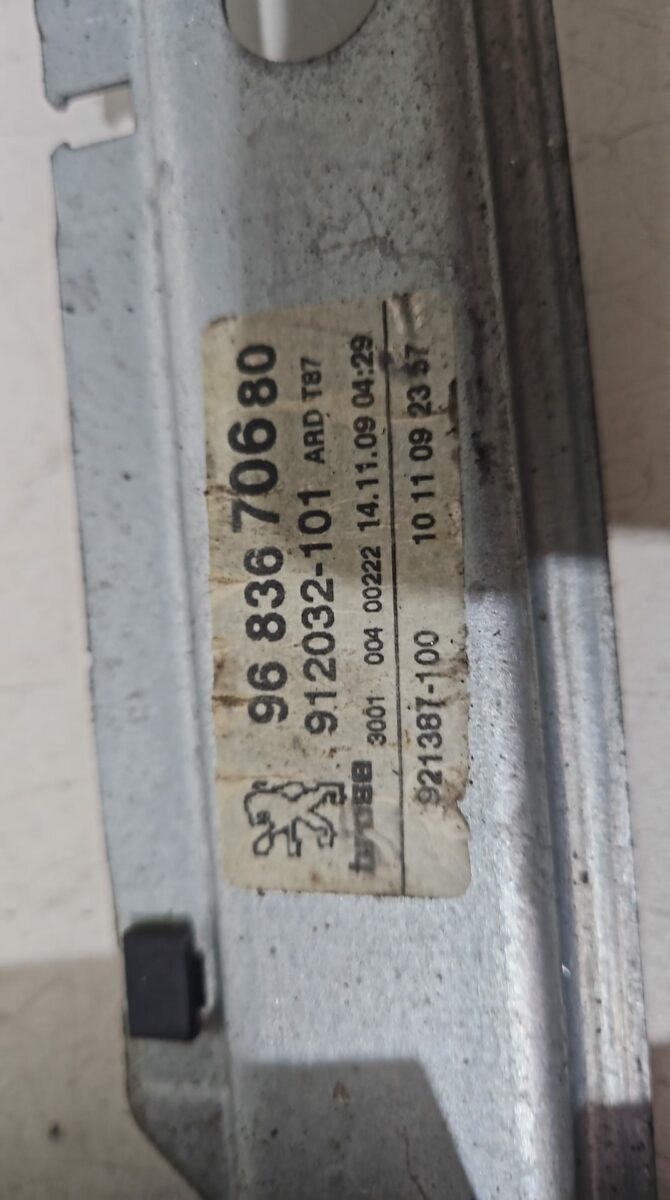 96 836 706 80
912032-101 ARD T87
brose 3001 004 00222 14.11.09 04:29
921387-100 10 11 09 23 57